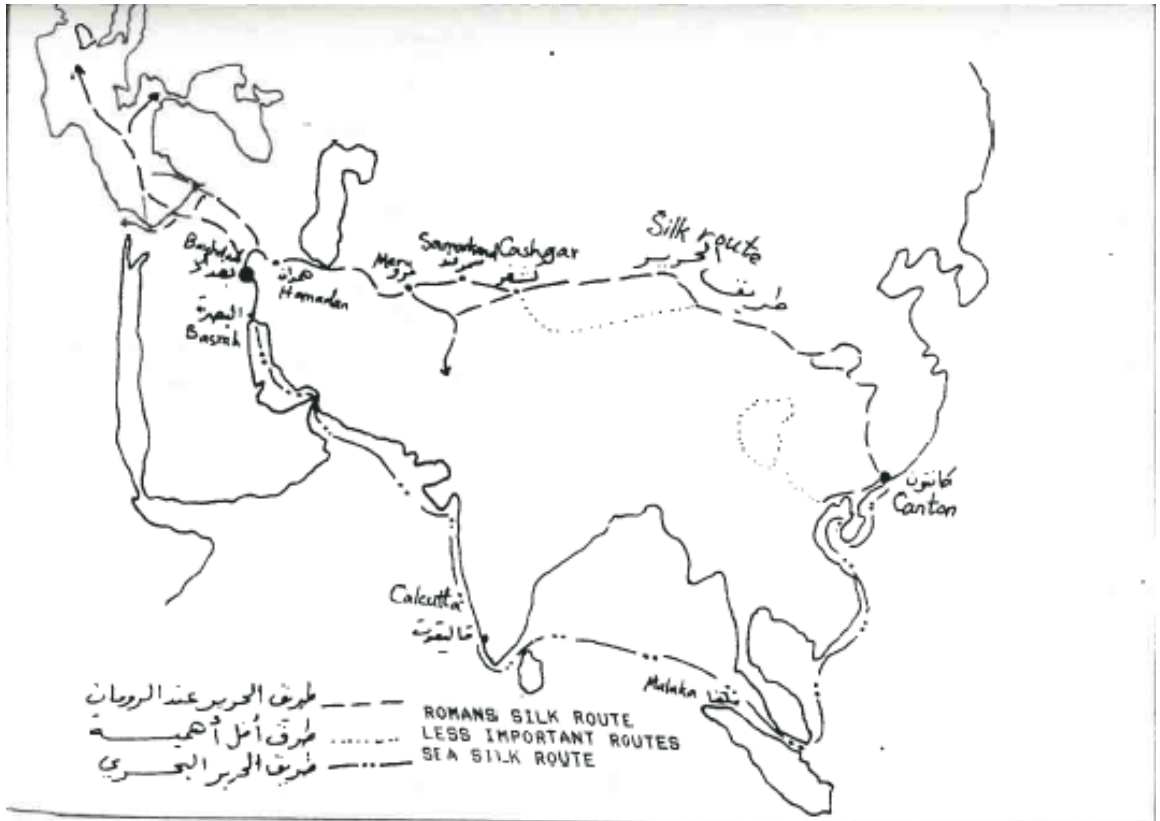 Silk route
طريق الحرير
Samarkand
Cashgar
كشغر
Meru
مرو
Baghdad
بغداد
همدان
Hamadan
البصرة
Basrah
كانتون
Canton
Calcutta
قاليقوت
Malaka
طريق الحرير عند الرومان
ROMANS SILK ROUTE
طرق أقل أهمية
LESS IMPORTANT ROUTES
طريق الحرير البحري
SEA SILK ROUTE